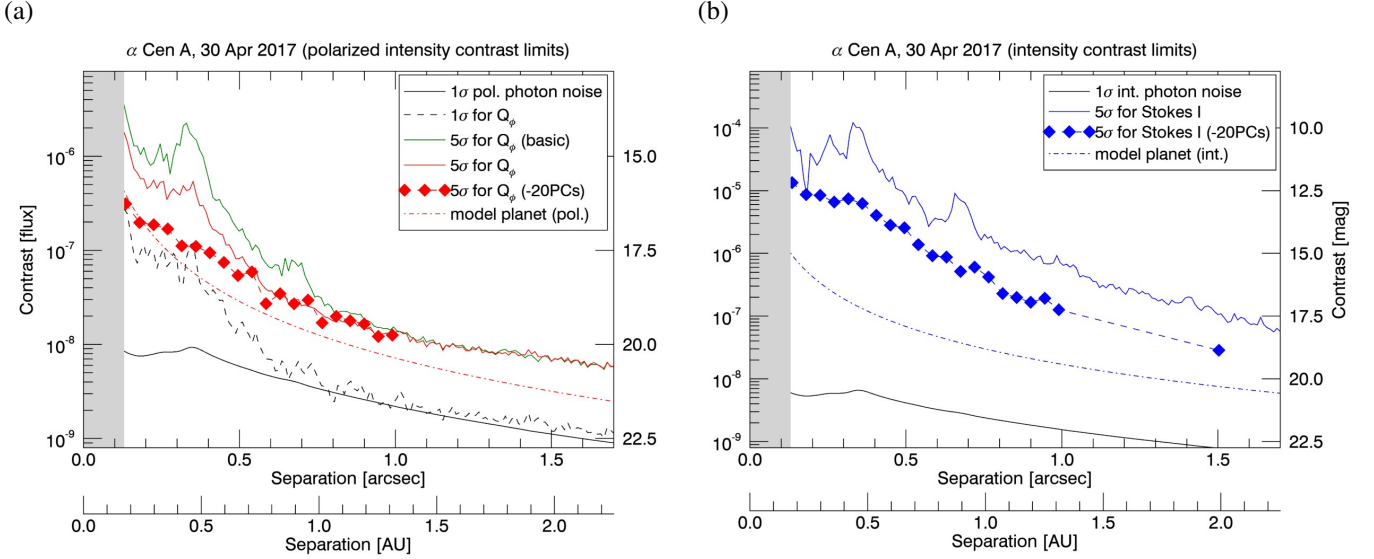 (a)
α Cen A, 30 Apr 2017 (polarized intensity contrast limits)
1σ pol. photon noise
1σ for Qϕ
5σ for Qϕ (basic)
5σ for Qϕ
5σ for Qϕ (-20PCs)
model planet (pol.)
Contrast [flux]
10⁻⁶
10⁻⁷
10⁻⁸
10⁻⁹
15.0
17.5
20.0
22.5
0.0 0.5 1.0 1.5
Separation [arcsec]
0.0 0.5 1.0 1.5 2.0
Separation [AU]
(b)
α Cen A, 30 Apr 2017 (intensity contrast limits)
1σ int. photon noise
5σ for Stokes I
5σ for Stokes I (-20PCs)
model planet (int.)
10⁻⁴
10⁻⁵
10⁻⁶
10⁻⁷
10⁻⁸
10⁻⁹
10.0
12.5
15.0
17.5
20.0
22.5
Contrast [mag]
0.0 0.5 1.0 1.5
Separation [arcsec]
0.0 0.5 1.0 1.5 2.0
Separation [AU]